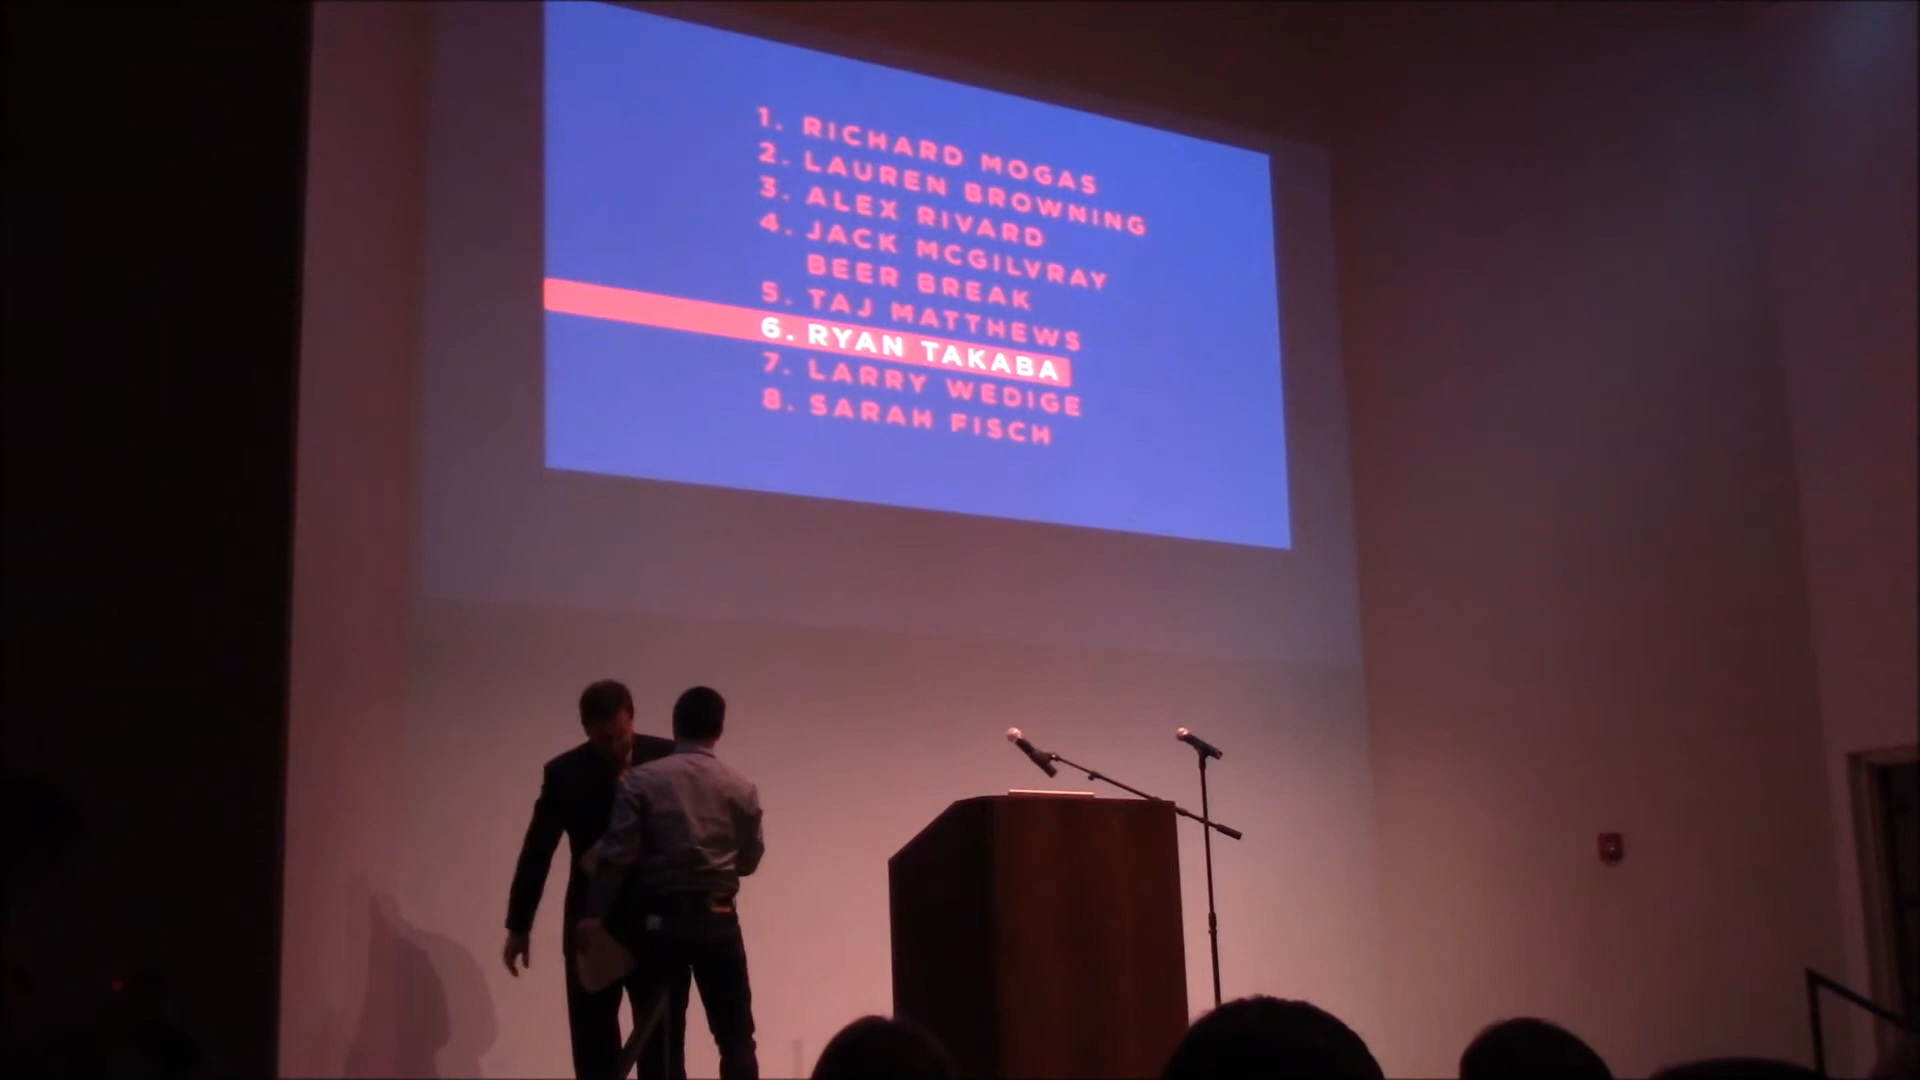 1. RICHARD MOGAS
2. LAUREN BROWNING
3. ALEX RIVARD
4. JACK MCGILVRAY
BEER BREAK
5. TAJ MATTHEWS
6. RYAN TAKABA
7. LARRY WEDIGE
8. SARAH FISCH